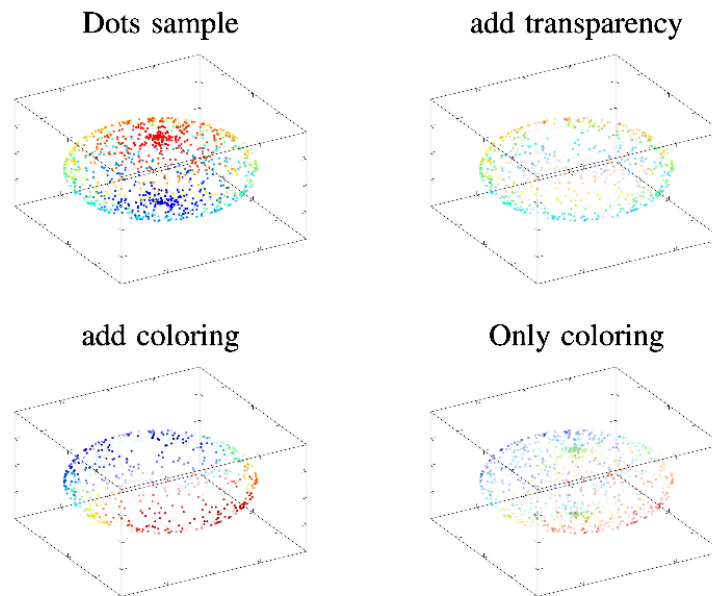 Dots sample
add transparency
add coloring
Only coloring